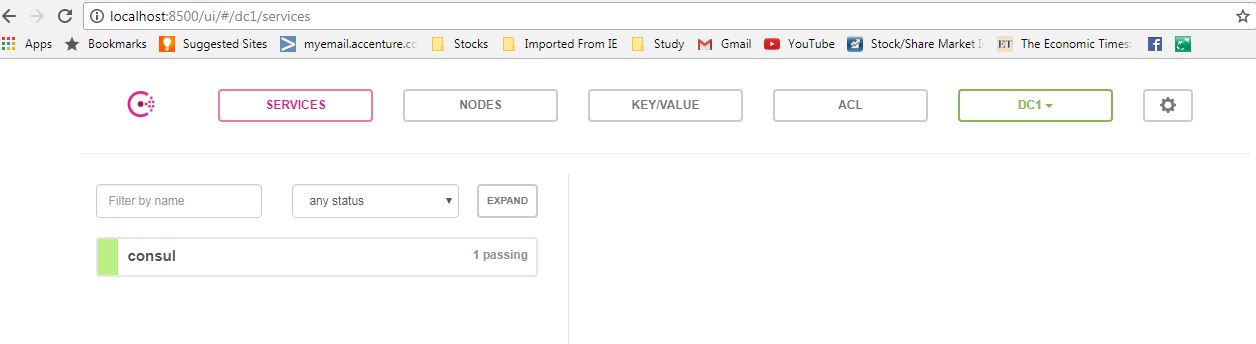 localhost:8500/ui/#/dc1/services
Apps Bookmarks Suggested Sites myemail.accenture.co Stocks Imported From IE Study Gmail YouTube Stock/Share Market I ET The Economic Times: f
SERVICES NODES KEY/VALUE ACL DC1
Filter by name any status EXPAND
consul 1 passing